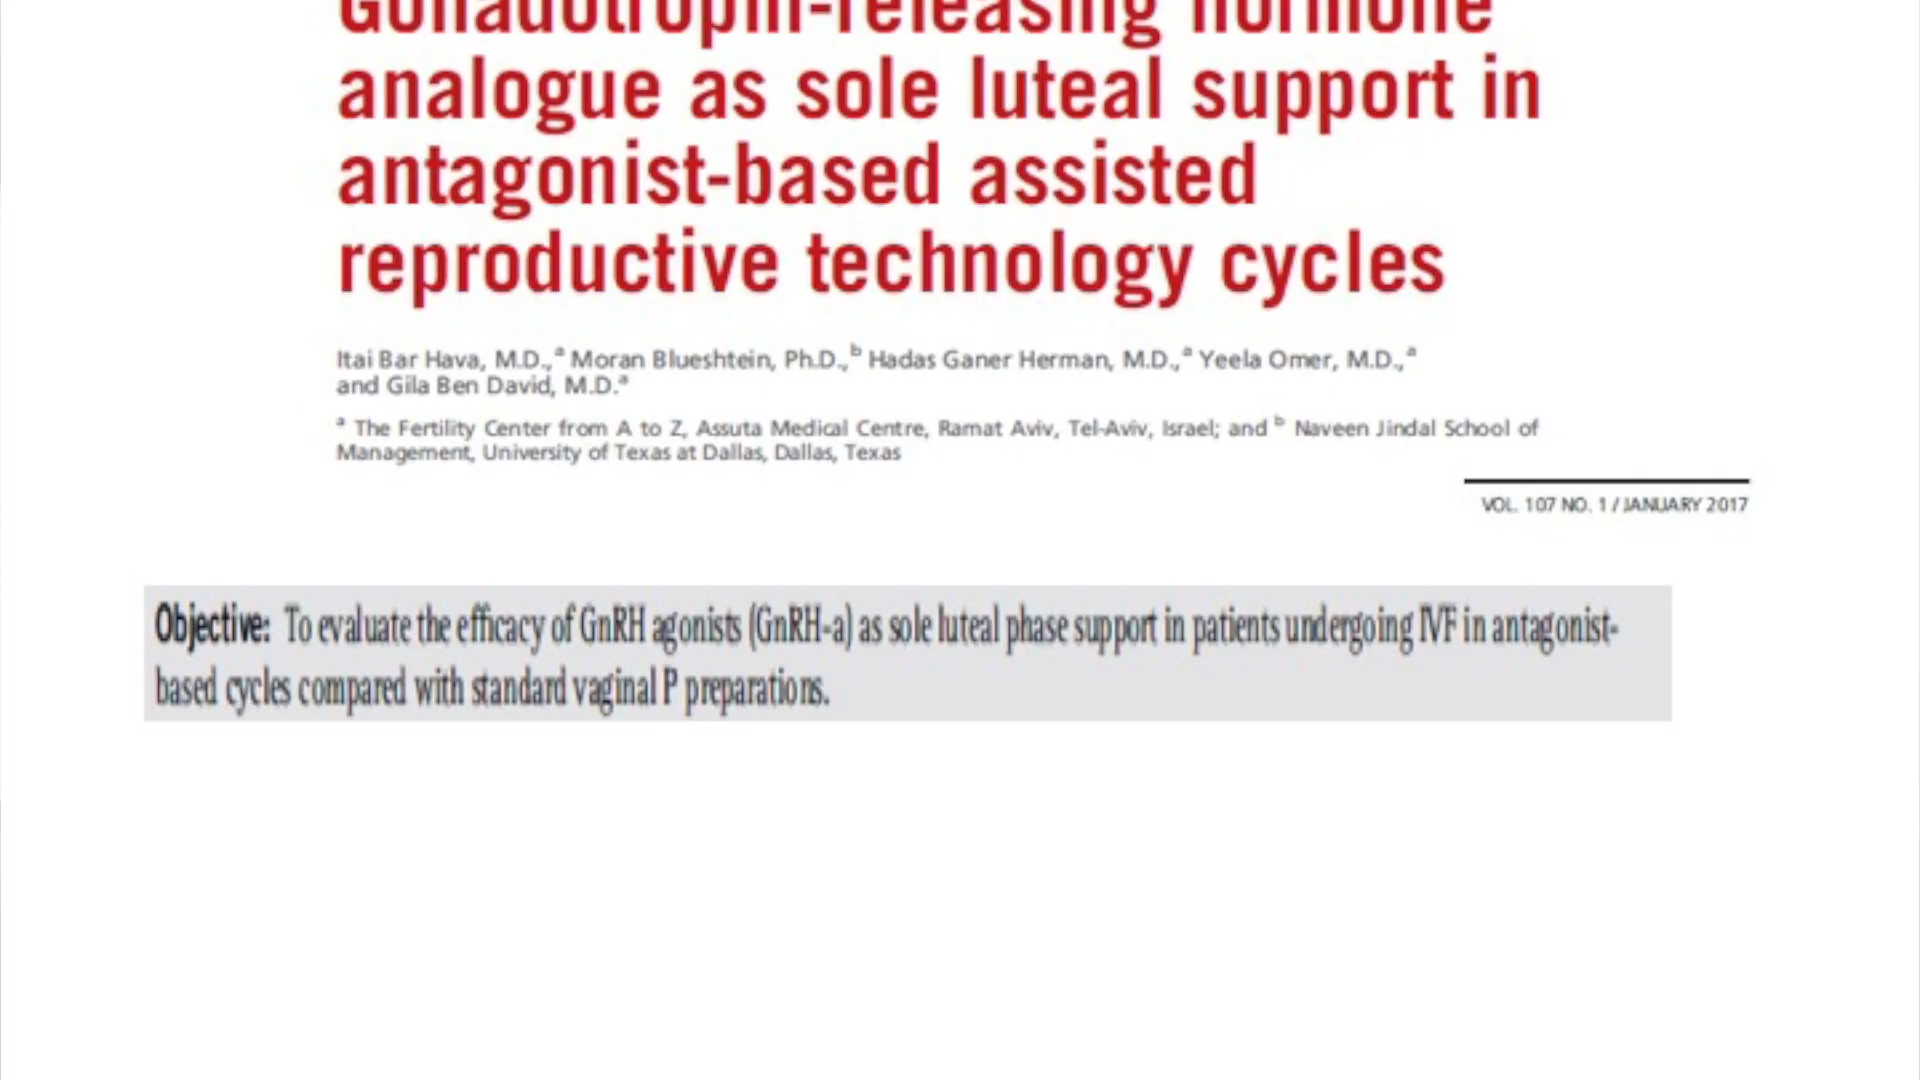 Gonadotropin-releasing hormone
analogue as sole luteal support in
antagonist-based assisted
reproductive technology cycles
Itai Bar Hava, M.D.,ᵃ Moran Blueshtein, Ph.D.,ᵇ Hadas Ganer Herman, M.D.,ᵃ Yeela Omer, M.D.,ᵃ
and Gila Ben David, M.D.ᵃ
ᵃ The Fertility Center from A to Z, Assuta Medical Centre, Ramat Aviv, Tel-Aviv, Israel; and ᵇ Naveen Jindal School of
Management, University of Texas at Dallas, Dallas, Texas
VOL. 107 NO. 1 / JANUARY 2017
Objective: To evaluate the efficacy of GnRH agonists (GnRH-a) as sole luteal phase support in patients undergoing IVF in antagonist-
based cycles compared with standard vaginal P preparations.